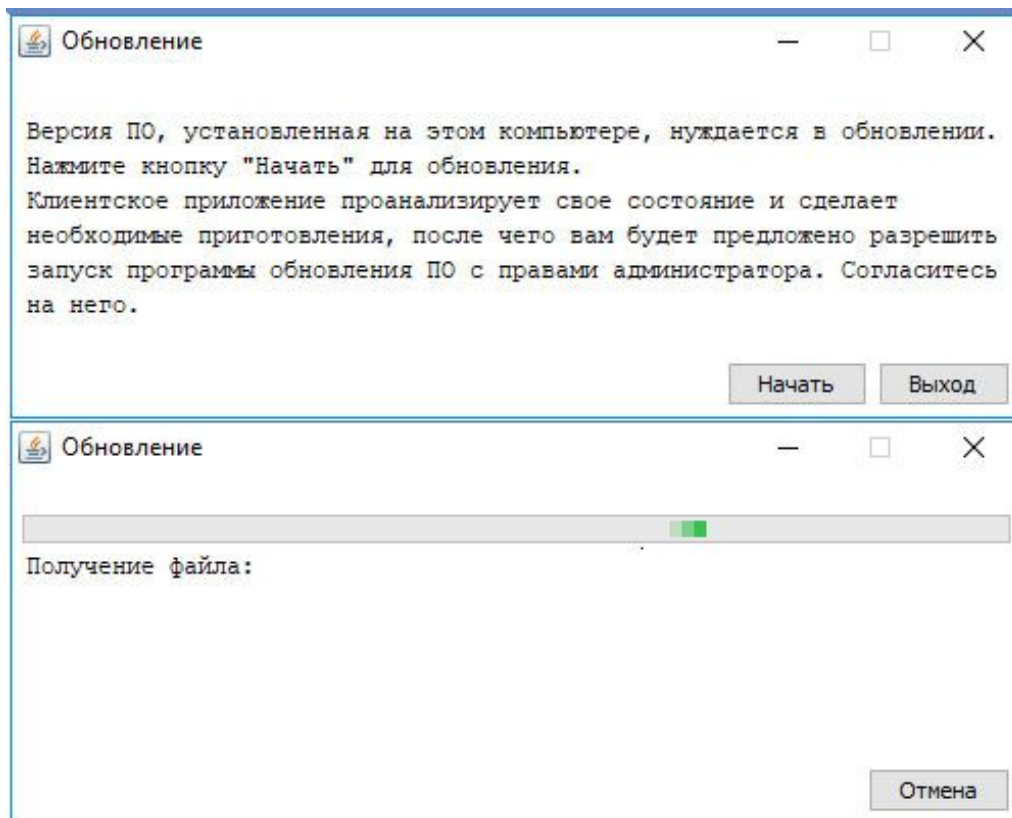 Обновление
Версия ПО, установленная на этом компьютере, нуждается в обновлении.
Нажмите кнопку "Начать" для обновления.
Клиентское приложение проанализирует свое состояние и сделает
необходимые приготовления, после чего вам будет предложено разрешить
запуск программы обновления ПО с правами администратора. Согласитесь
на него.
Начать Выход
Обновление
Получение файла:
Отмена